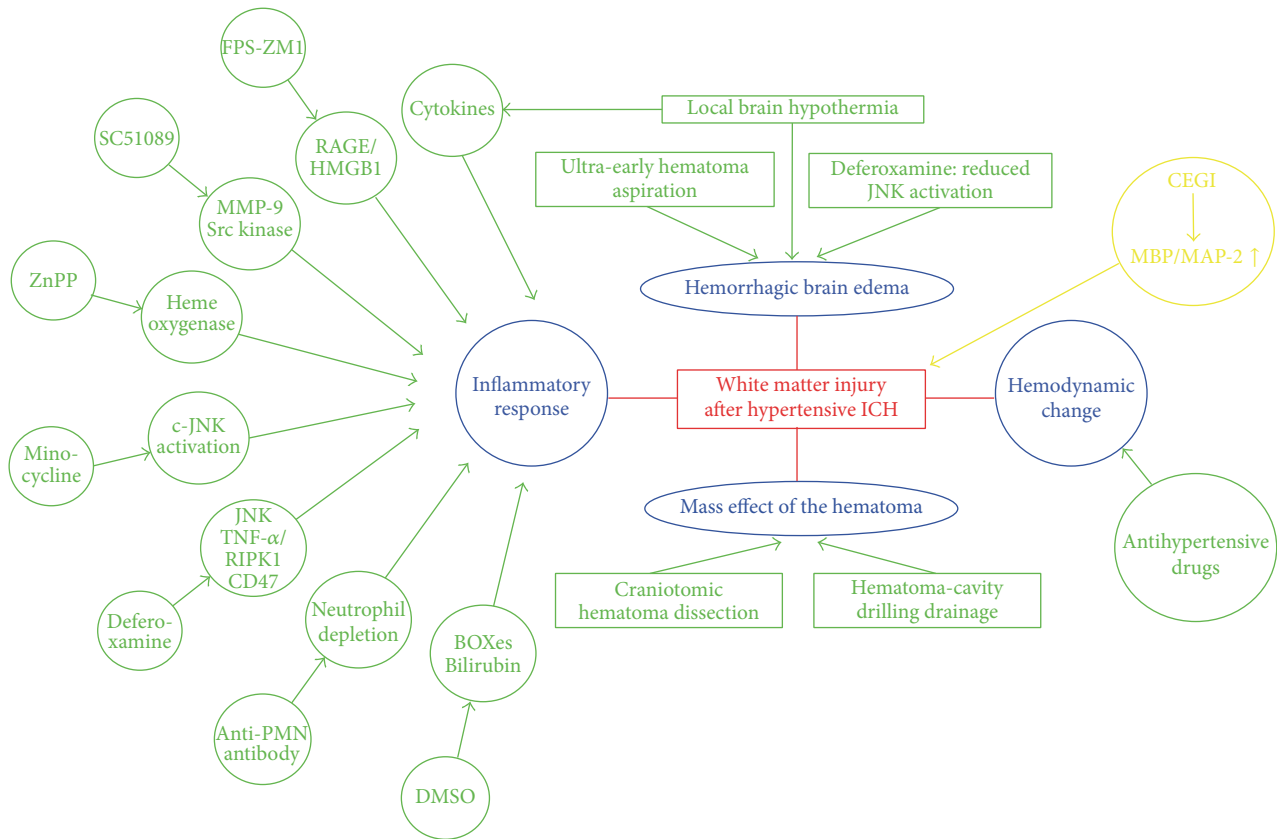 FPS-ZM1
SC51089
RAGE/
HMGB1
Cytokines
Local brain hypothermia
Ultra-early hematoma
aspiration
Deferoxamine: reduced
JNK activation
MMP-9
Src kinase
CEGI
MBP/MAP-2 ↑
ZnPP
Heme
oxygenase
Hemorrhagic brain edema
Inflammatory
response
White matter injury
after hypertensive ICH
Hemodynamic
change
Mino-
cycline
c-JNK
activation
Mass effect of the hematoma
JNK
TNF-α/
RIPK1
CD47
Antihypertensive
drugs
Craniotomic
hematoma dissection
Hematoma-cavity
drilling drainage
Defero-
xamine
Neutrophil
depletion
BOXes
Bilirubin
Anti-PMN
antibody
DMSO